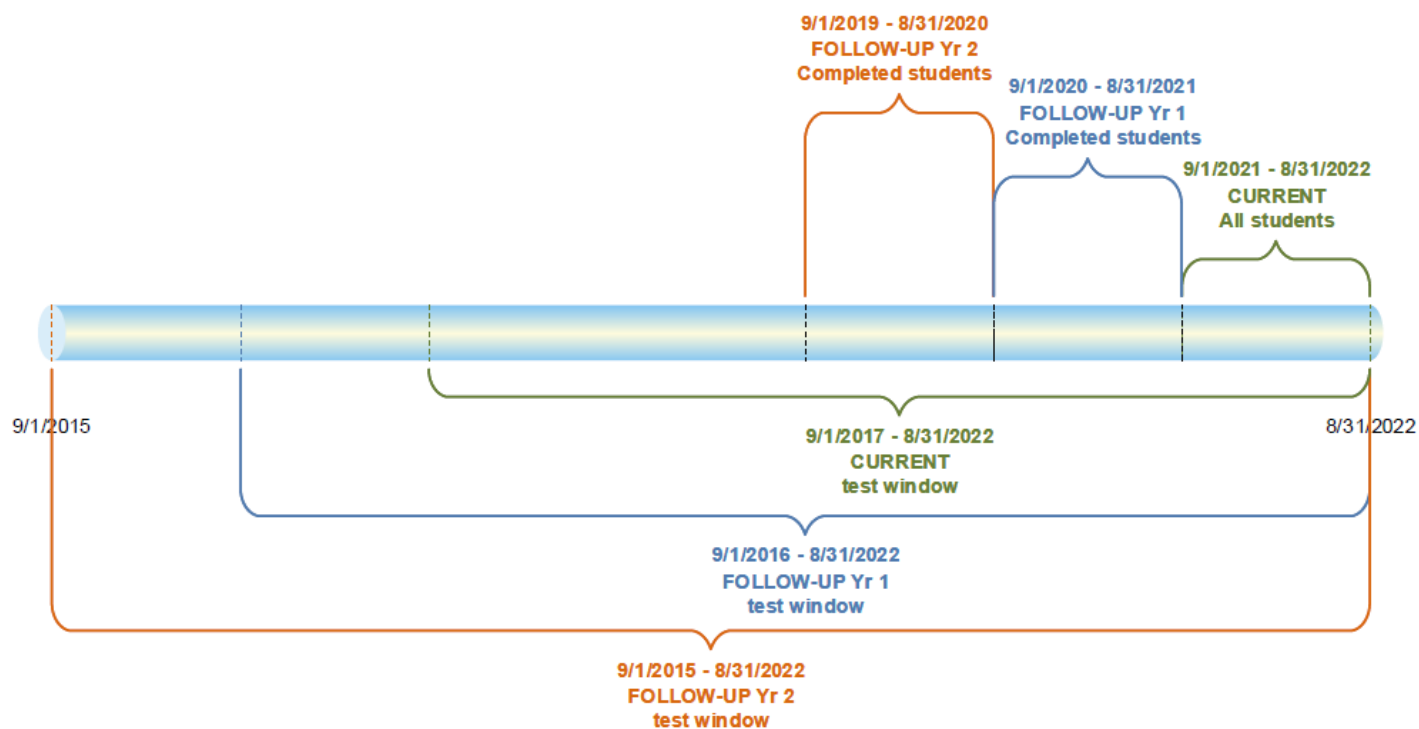 9/1/2019 - 8/31/2020
FOLLOW-UP Yr 2
Completed students
9/1/2020 - 8/31/2021
FOLLOW-UP Yr 1
Completed students
9/1/2021 - 8/31/2022
CURRENT
All students
9/1/2015
8/31/2022
9/1/2017 - 8/31/2022
CURRENT
test window
9/1/2016 - 8/31/2022
FOLLOW-UP Yr 1
test window
9/1/2015 - 8/31/2022
FOLLOW-UP Yr 2
test window